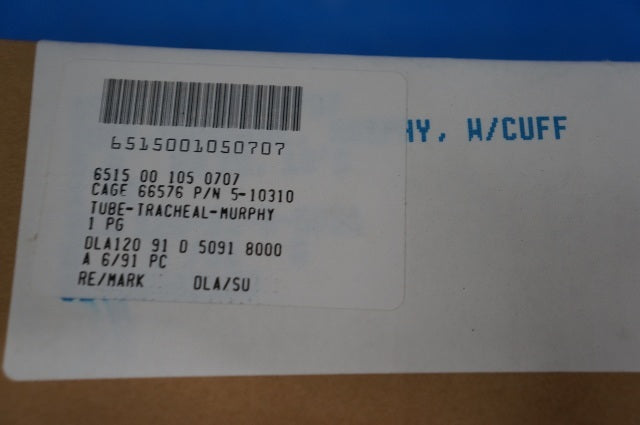 HY, W/CUFF
6515001050707
6515 00 105 0707
CAGE 66576 P/N 5-10310
TUBE-TRACHEAL-MURPHY
1 PG
DLA120 91 D 5091 8000
A 6/91 PC
RE/MARK DLA/SU